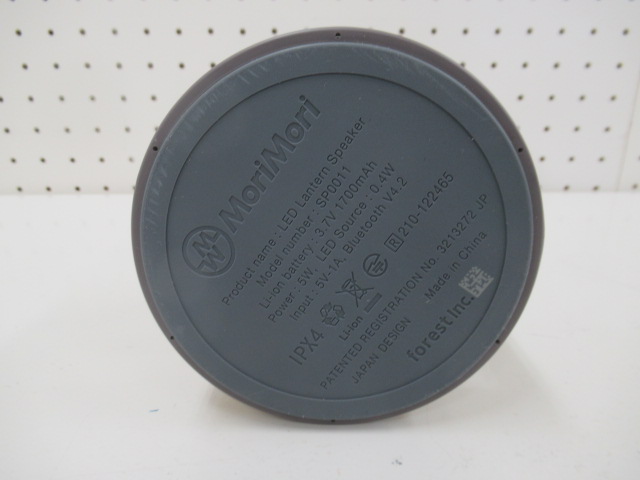 MoriMori
Product name : LED Lantern Speaker
Model number : SP0011
Li-ion battery : 3.7V 1700mAh
Power : 5W, LED Source : 0.4W
Input : 5V⎓1A, Bluetooth V4.2
R 210-122465
IPX4
Li-ion
PATENTED REGISTRATION No. 3213272 JP
JAPAN DESIGN -Made in China
forest Inc.